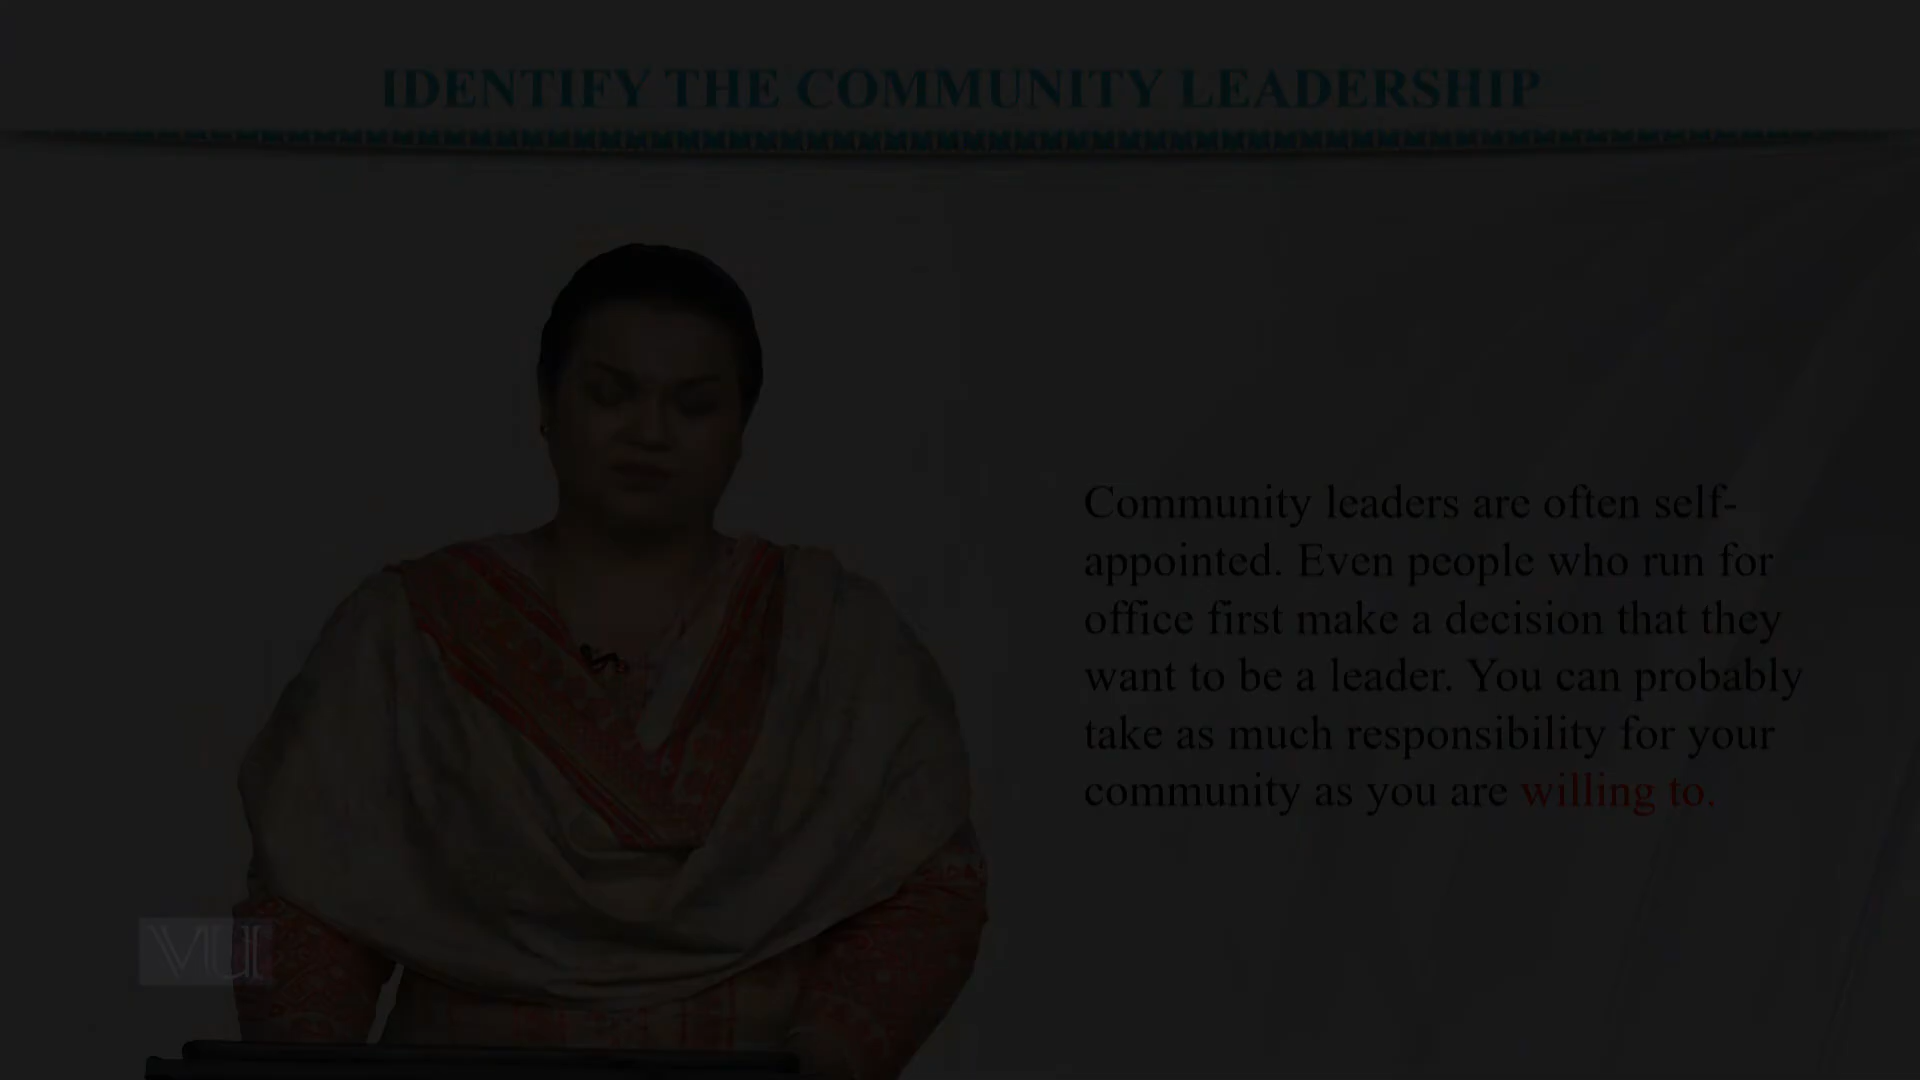 IDENTIFY THE COMMUNITY LEADERSHIP
Community leaders are often self-
appointed. Even people who run for
office first make a decision that they
want to be a leader. You can probably
take as much responsibility for your
community as you are willing to.
VU